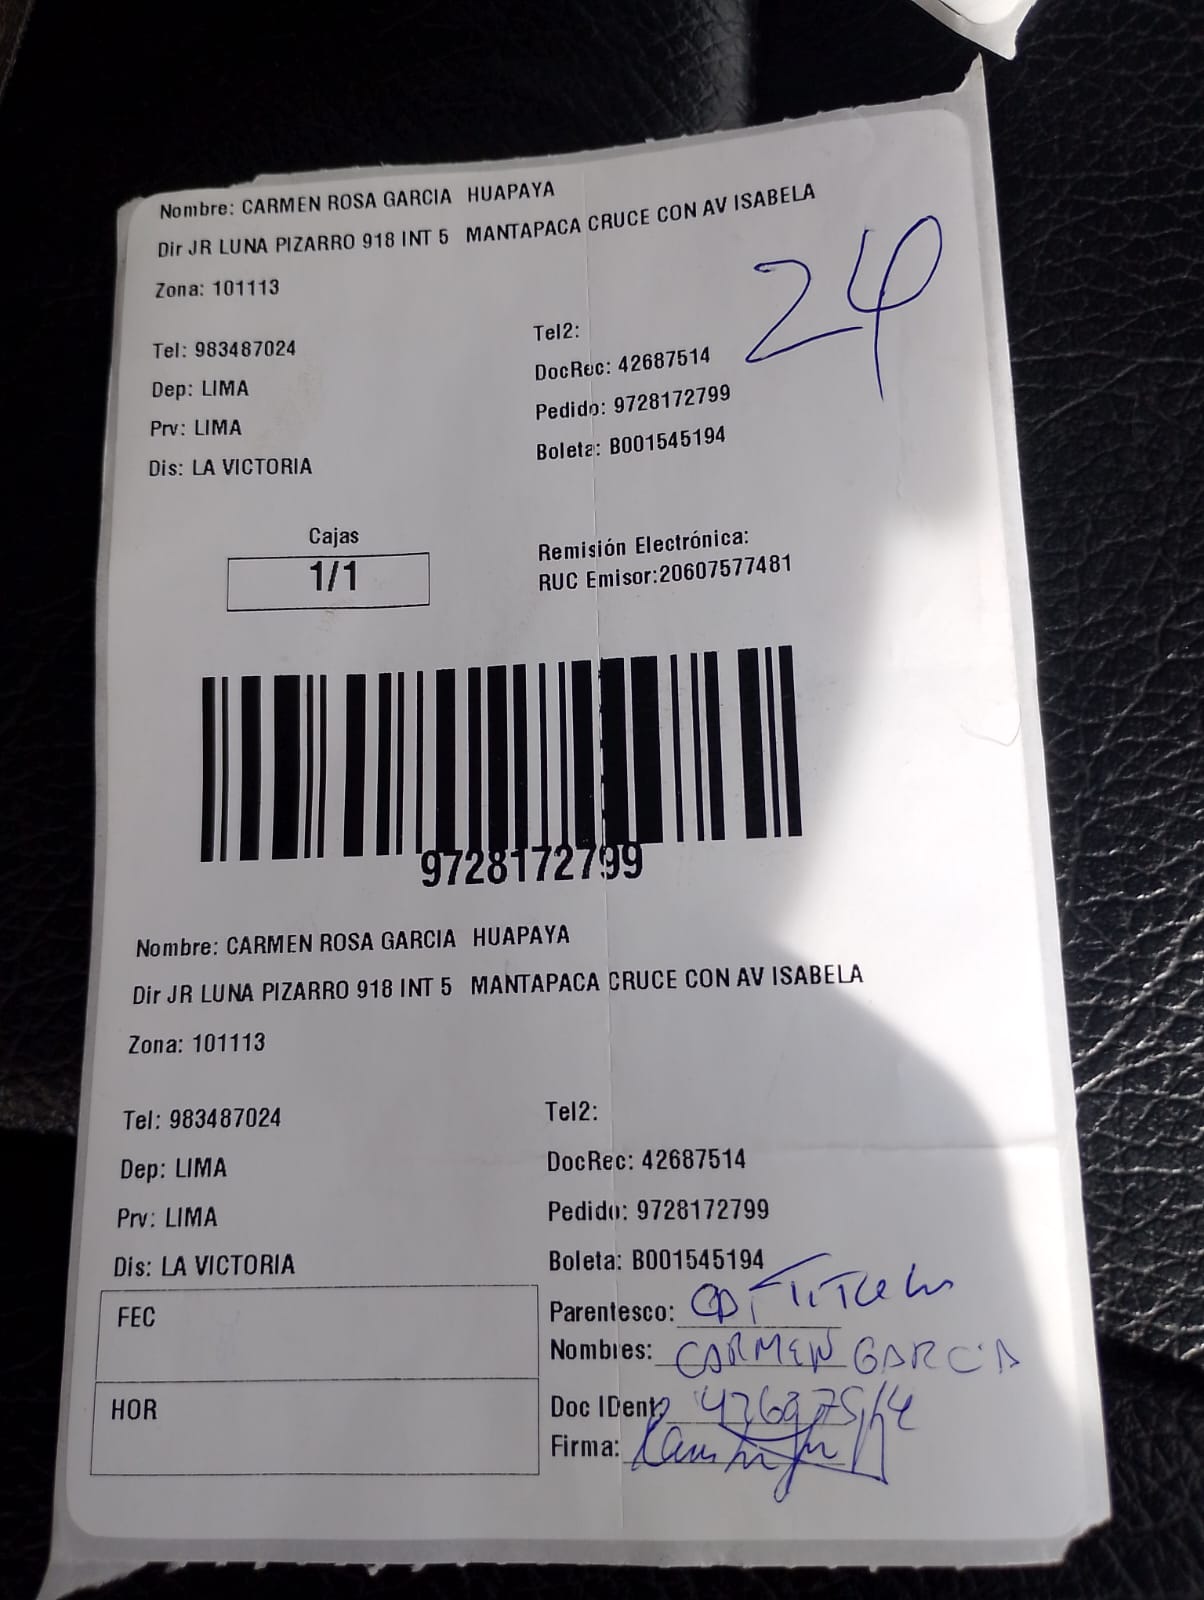 Nombre: CARMEN ROSA GARCIA HUAPAYA
Dir JR LUNA PIZARRO 918 INT 5 MANTAPACA CRUCE CON AV ISABELA
24
Zona: 101113
Tel: 983487024
Tel2:
Dep: LIMA
DocRec: 42687514
Prv: LIMA
Pedido: 9728172799
Dis: LA VICTORIA
Boleta: B001545194
Cajas
1/1
Remisión Electrónica:
RUC Emisor:20607577481
9728172799
Nombre: CARMEN ROSA GARCIA HUAPAYA
Dir JR LUNA PIZARRO 918 INT 5 MANTAPACA CRUCE CON AV ISABELA
Zona: 101113
Tel: 983487024
Tel2:
Dep: LIMA
DocRec: 42687514
Prv: LIMA
Pedido: 9728172799
Dis: LA VICTORIA
Boleta: B001545194
FEC
HOR
Parentesco:
Nombres: CARMEN GARCIA
Doc IDent:
Firma: